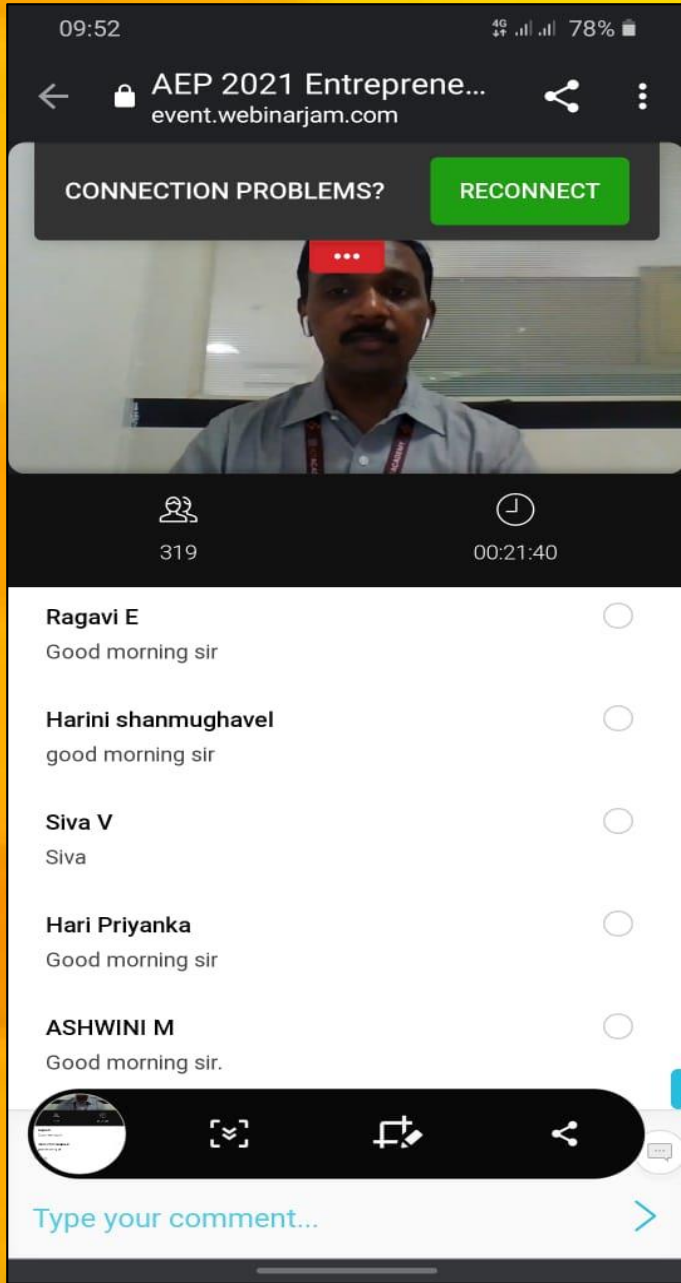 09:52
4G 78%
AEP 2021 Entreprene...
event.webinarjam.com
CONNECTION PROBLEMS?
RECONNECT
ACADEMY
319
00:21:40
Ragavi E
Good morning sir
Harini shanmughavel
good morning sir
Siva V
Siva
Hari Priyanka
Good morning sir
ASHWINI M
Good morning sir.
Type your comment...